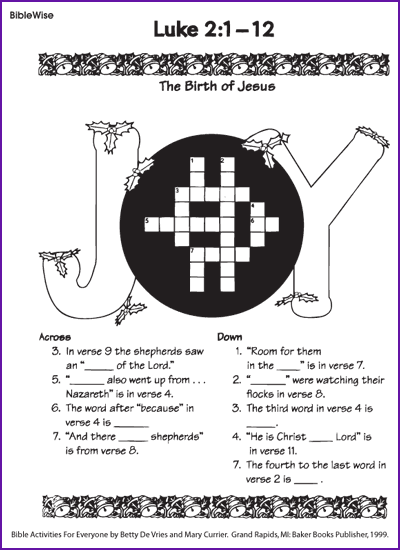 BibleWise
Luke 2:1–12
The Birth of Jesus
J Y
1 2
3
4
5 6
7
Across
3. In verse 9 the shepherds saw
an “_____ of the Lord.”
5. “______ also went up from . . .
Nazareth” is in verse 4.
6. The word after “because” in
verse 4 is ______
7. “And there _____ shepherds”
is from verse 8.
Down
1. “Room for them
in the ____” is in verse 7.
2. “______” were watching their
flocks in verse 8.
3. The third word in verse 4 is
_____.
4. “He is Christ ____ Lord” is
in verse 11.
7. The fourth to the last word in
verse 2 is ____ .
Bible Activities For Everyone by Betty De Vries and Mary Currier. Grand Rapids, MI: Baker Books Publisher, 1999.